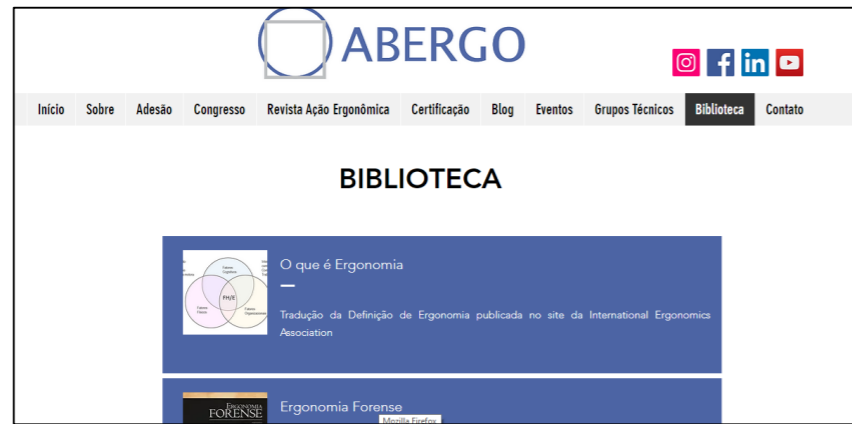 ABERGO
Início Sobre Adesão Congresso Revista Ação Ergonômica Certificação Blog Eventos Grupos Técnicos Biblioteca Contato
BIBLIOTECA
O que é Ergonomia
FH/E
Tradução da Definição de Ergonomia publicada no site da International Ergonomics
Association
ERGONOMIA
FORENSE
Ergonomia Forense
Mozilla Firefox